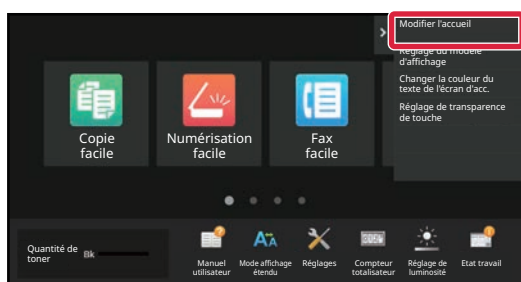 Modifier l'accueil
Réglage du modèle
d'affichage
Changer la couleur du
texte de l'écran d'acc.
Réglage de transparence
de touche
Copie
facile
Numérisation
facile
Fax
facile
Quantité de
toner
Bk
Manuel
utilisateur
Mode affichage
étendu
Réglages
Compteur
totalisateur
Réglage de
luminosité
Etat travail